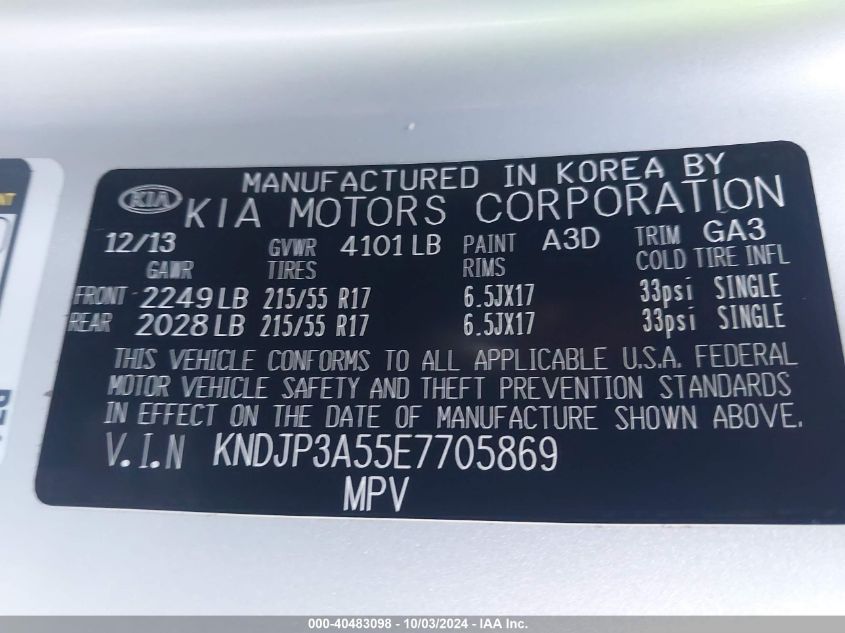 MANUFACTURED IN KOREA BY
KIA KIA MOTORS CORPORATION
12/13 GVWR 4101 LB PAINT A3D TRIM GA3
GAWR TIRES RIMS COLD TIRE INFL
FRONT 2249 LB 215/55 R17 6.5JX17 33psi SINGLE
REAR 2028 LB 215/55 R17 6.5JX17 33psi SINGLE
THIS VEHICLE CONFORMS TO ALL APPLICABLE U.S.A. FEDERAL
MOTOR VEHICLE SAFETY AND THEFT PREVENTION STANDARDS
IN EFFECT ON THE DATE OF MANUFACTURE SHOWN ABOVE.
V.I.N KNDJP3A55E7705869
MPV
000-40483098 - 10/03/2024 - IAA Inc.